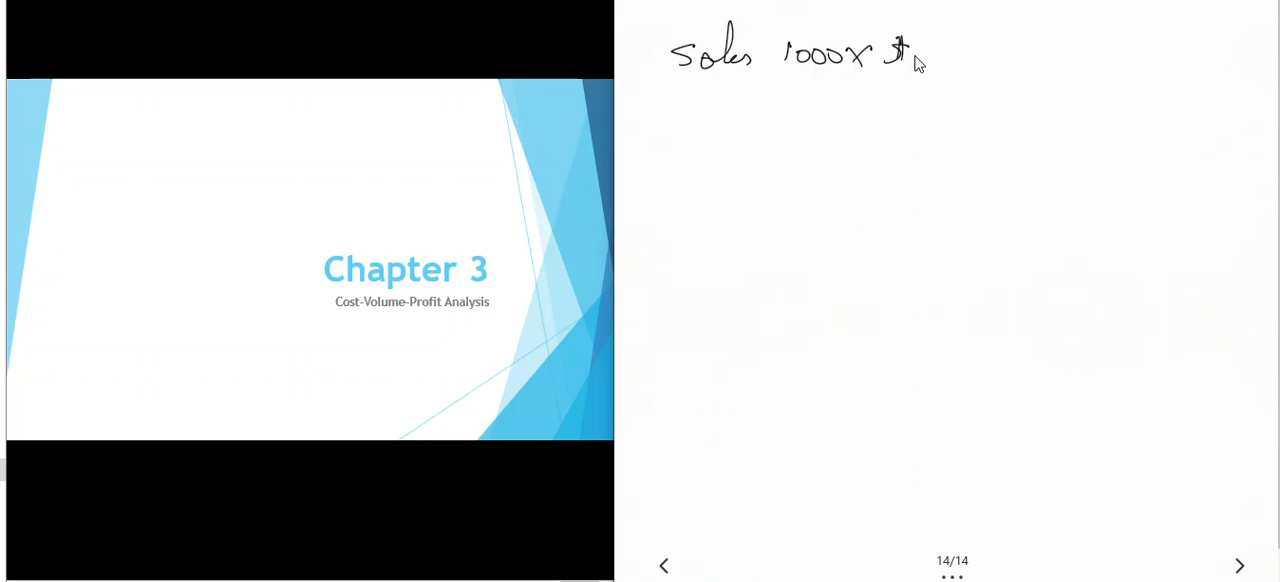 Chapter 3
Cost-Volume-Profit Analysis
Sales 1000x $
14/14